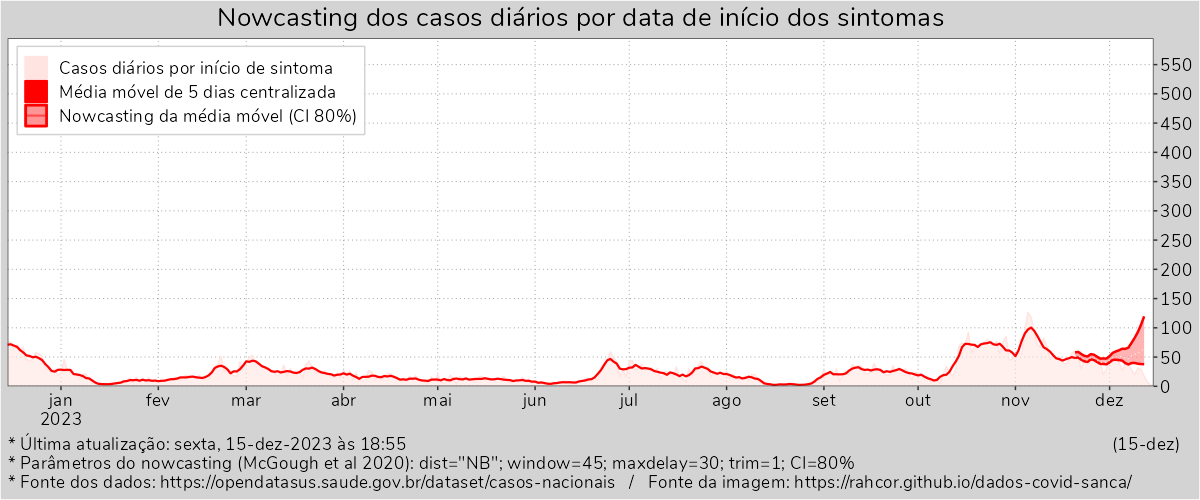 Nowcasting dos casos diários por data de início dos sintomas
Casos diários por início de sintoma
Média móvel de 5 dias centralizada
Nowcasting da média móvel (CI 80%)
550
500
450
400
350
300
250
200
150
100
50
0
jan fev mar abr mai jun jul ago set out nov dez
2023
* Última atualização: sexta, 15-dez-2023 às 18:55 (15-dez)
* Parâmetros do nowcasting (McGough et al 2020): dist="NB"; window=45; maxdelay=30; trim=1; CI=80%
* Fonte dos dados: https://opendatasus.saude.gov.br/dataset/casos-nacionais / Fonte da imagem: https://rahcor.github.io/dados-covid-sanca/